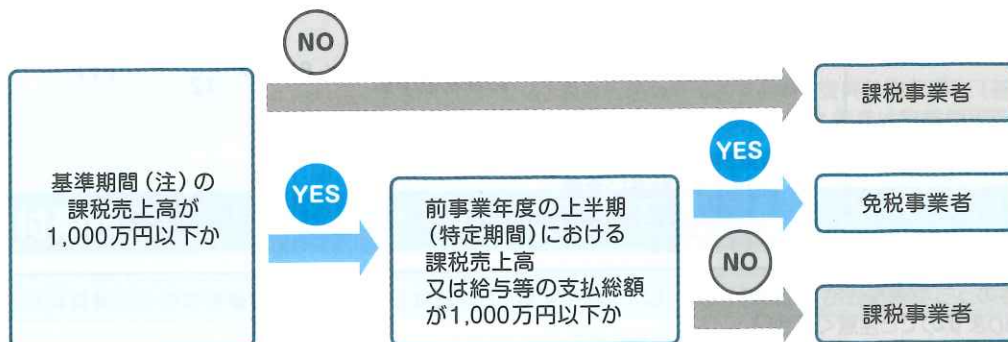 NO
課税事業者
基準期間（注）の
課税売上高が
1,000万円以下か
YES
前事業年度の上半期
（特定期間）における
課税売上高
又は給与等の支払総額
が1,000万円以下か
YES
免税事業者
NO
課税事業者